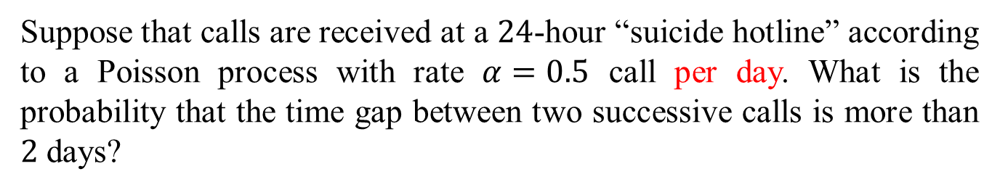 Suppose that calls are received at a 24-hour “suicide hotline” according
to a Poisson process with rate α = 0.5 call per day. What is the
probability that the time gap between two successive calls is more than
2 days?